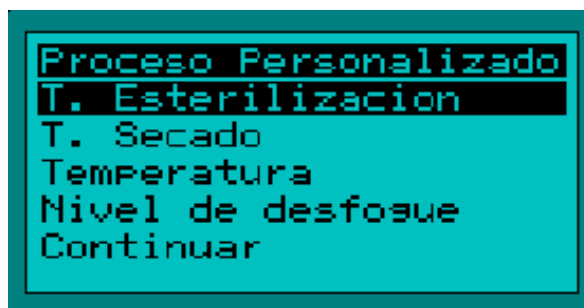 Proceso Personalizado
T. Esterilizacion
T. Secado
Temperatura
Nivel de desfogue
Continuar